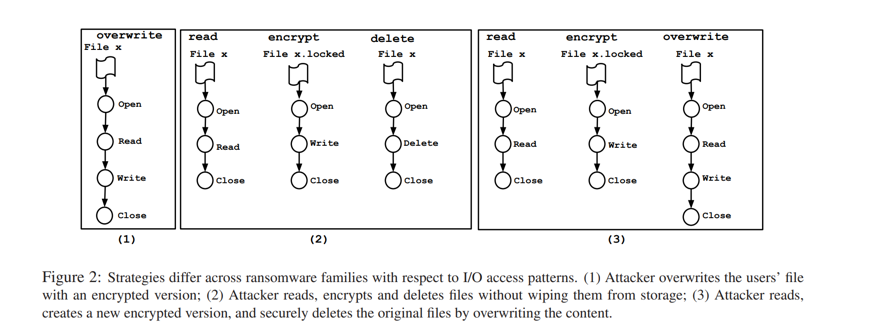 overwrite
File x
Open
Read
Write
Close
(1)
read encrypt delete
File x File x.locked File x
Open Open Open
Read Write Delete
Close Close Close
(2)
read encrypt overwrite
File x File x.locked File x
Open Open Open
Read Write Read
Close Close Write
Close
(3)
Figure 2: Strategies differ across ransomware families with respect to I/O access patterns. (1) Attacker overwrites the users' file
with an encrypted version; (2) Attacker reads, encrypts and deletes files without wiping them from storage; (3) Attacker reads,
creates a new encrypted version, and securely deletes the original files by overwriting the content.